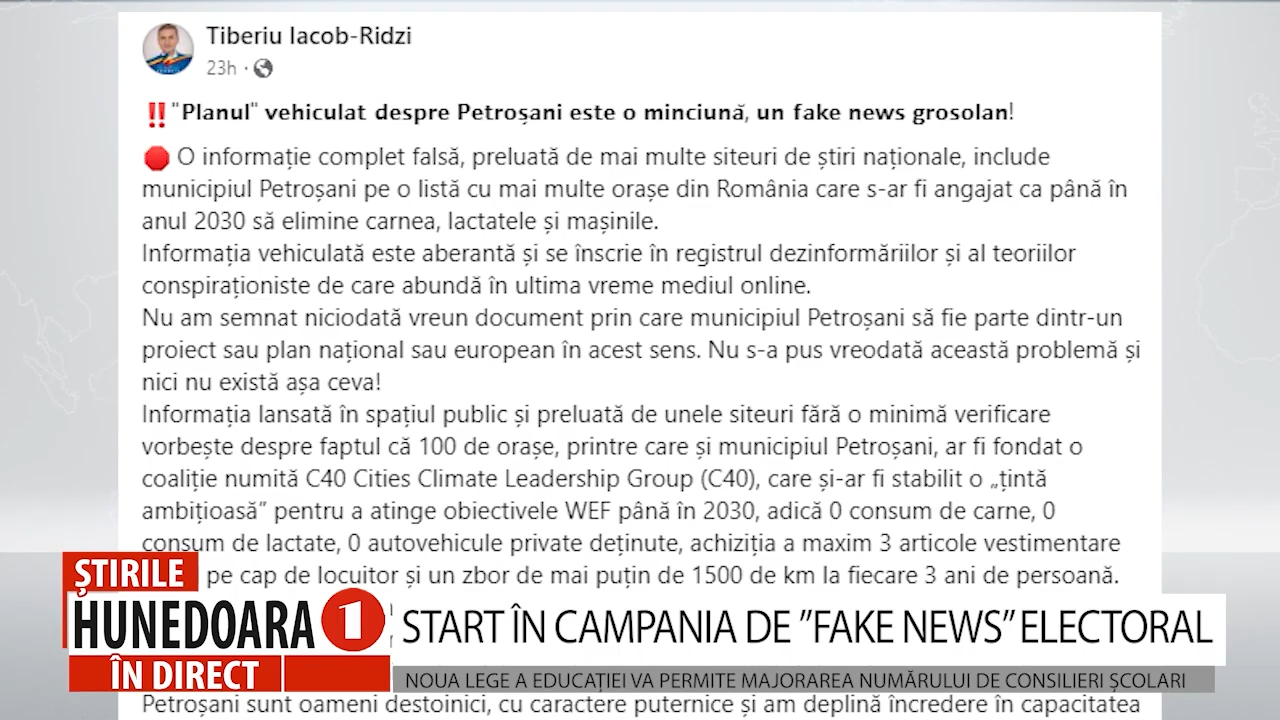 Tiberiu Iacob-Ridzi
23h ·
‼️"Planul" vehiculat despre Petroșani este o minciună, un fake news grosolan!
🛑 O informație complet falsă, preluată de mai multe siteuri de știri naționale, include
municipiul Petroșani pe o listă cu mai multe orașe din România care s-ar fi angajat ca până în
anul 2030 să elimine carnea, lactatele și mașinile.
Informația vehiculată este aberantă și se înscrie în registrul dezinformăriilor și al teoriilor
conspiraționiste de care abundă în ultima vreme mediul online.
Nu am semnat niciodată vreun document prin care municipiul Petroșani să fie parte dintr-un
proiect sau plan național sau european în acest sens. Nu s-a pus vreodată această problemă și
nici nu există așa ceva!
Informația lansată în spațiul public și preluată de unele siteuri fără o minimă verificare
vorbește despre faptul că 100 de orașe, printre care și municipiul Petroșani, ar fi fondat o
coaliție numită C40 Cities Climate Leadership Group (C40), care și-ar fi stabilit o „țintă
ambițioasă” pentru a atinge obiectivele WEF până în 2030, adică 0 consum de carne, 0
consum de lactate, 0 autovehicule private deținute, achiziția a maxim 3 articole vestimentare
pe cap de locuitor și un zbor de mai puțin de 1500 de km la fiecare 3 ani de persoană.
ȘTIRILE
HUNEDOARA 1
ÎN DIRECT
START ÎN CAMPANIA DE ”FAKE NEWS” ELECTORAL
NOUA LEGE A EDUCAȚIEI VA PERMITE MAJORAREA NUMĂRULUI DE CONSILIERI ȘCOLARI
Petroșani sunt oameni destoinici, cu caractere puternice și am deplină încredere în capacitatea